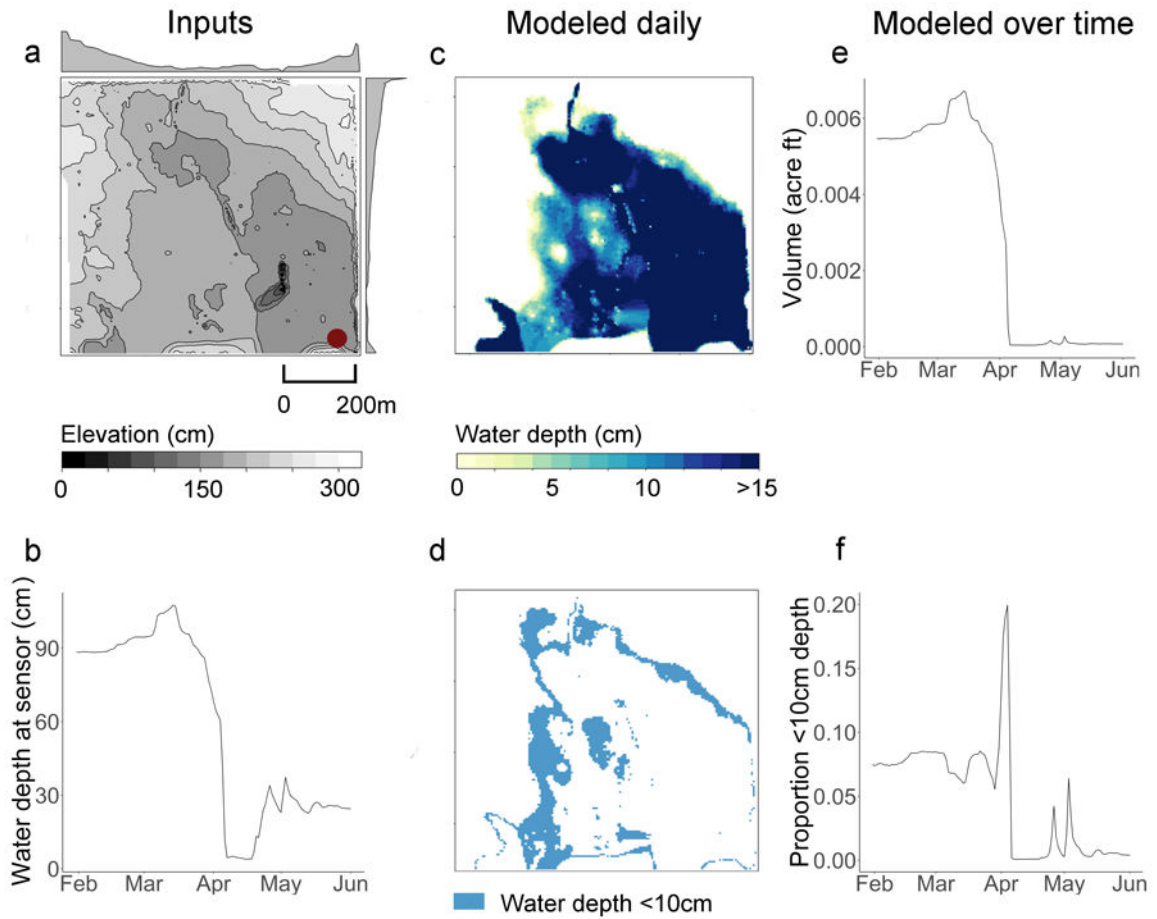 Inputs
Modeled daily
Modeled over time
a
c
e
0 200m
Elevation (cm)
0 150 300
Water depth (cm)
0 5 10 >15
Volume (acre ft)
0.006
0.004
0.002
0.000
Feb Mar Apr May Jun
b
d
f
Water depth at sensor (cm)
90
60
30
0
Feb Mar Apr May Jun
Water depth <10cm
Proportion <10cm depth
0.20
0.15
0.10
0.05
0.00
Feb Mar Apr May Jun